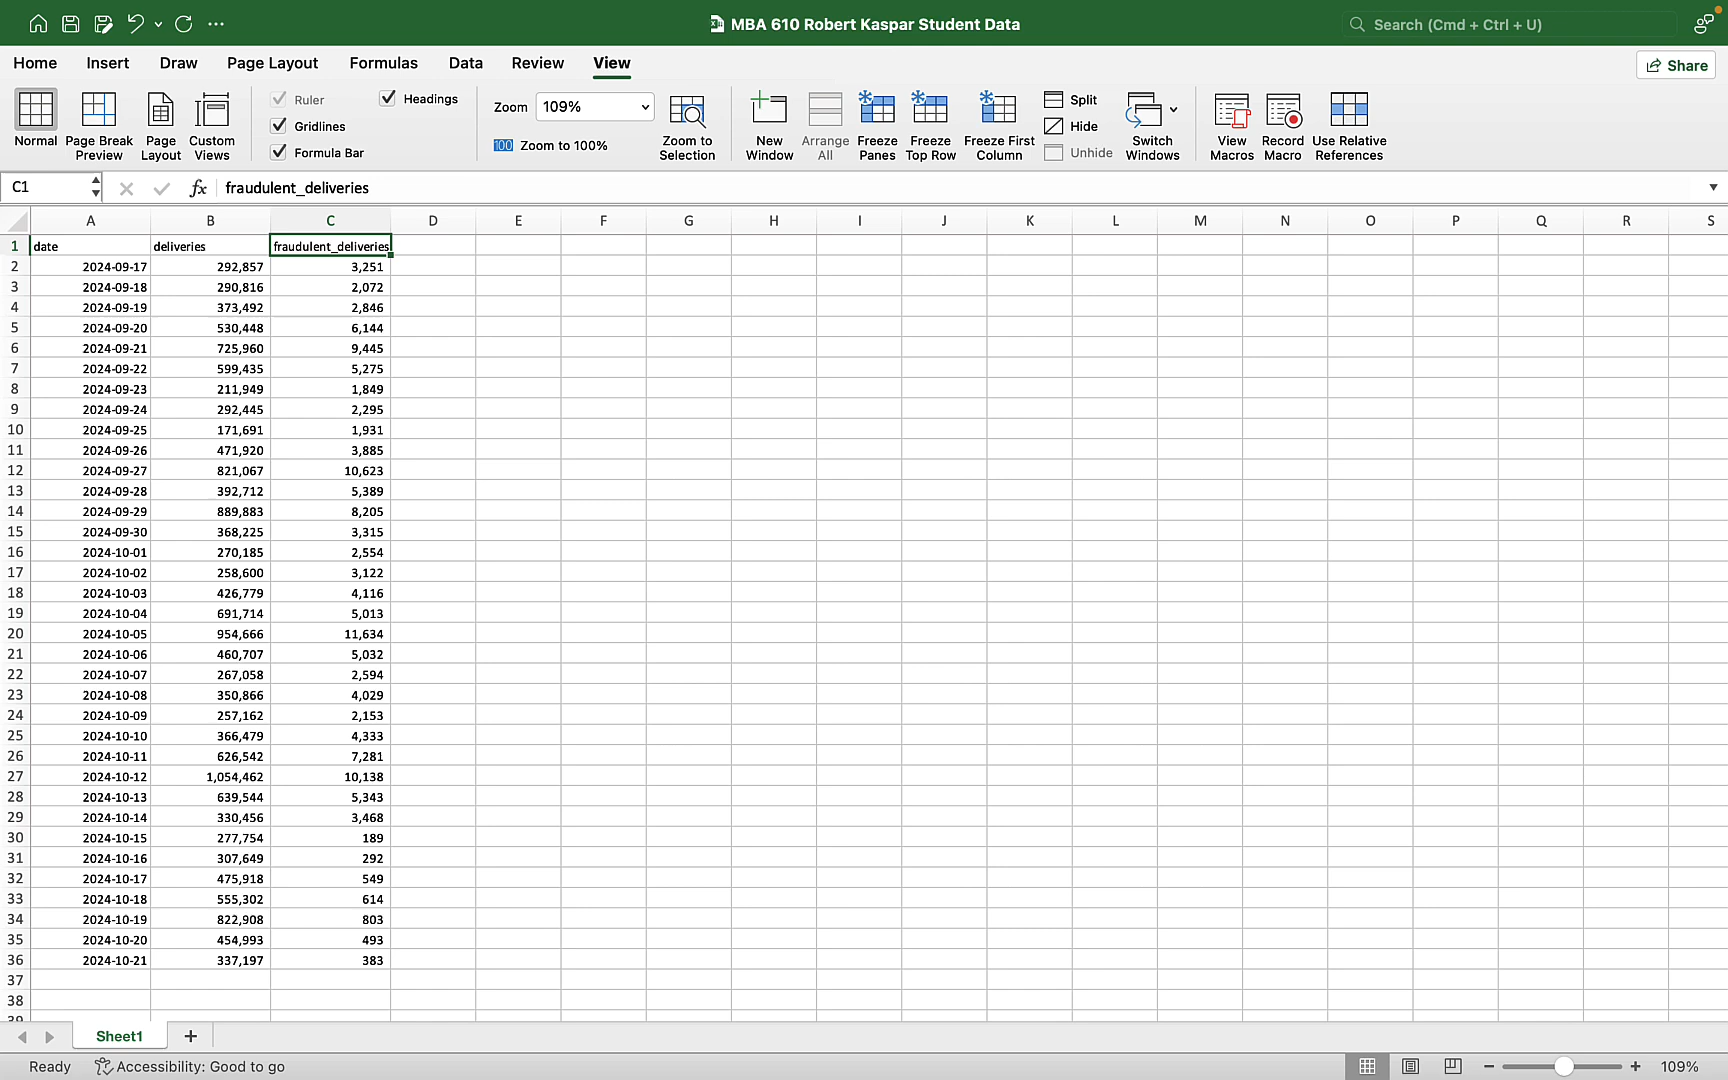 MBA 610 Robert Kaspar Student Data
Search (Cmd + Ctrl + U)
Home Insert Draw Page Layout Formulas Data Review View Share
Normal Page Break Preview Page Layout Custom Views
Ruler Headings
Gridlines
Formula Bar
Zoom 109%
100 Zoom to 100%
Zoom to Selection
New Window Arrange All Freeze Panes Freeze Top Row Freeze First Column
Split
Hide
Unhide
Switch Windows View Macros Record Macro Use Relative References
C1 fx fraudulent_deliveries
A B C D E F G H I J K L M N O P Q R S
1 date deliveries fraudulent_deliveries
2 2024-09-17 292,857 3,251
3 2024-09-18 290,816 2,072
4 2024-09-19 373,492 2,846
5 2024-09-20 530,448 6,144
6 2024-09-21 725,960 9,445
7 2024-09-22 599,435 5,275
8 2024-09-23 211,949 1,849
9 2024-09-24 292,445 2,295
10 2024-09-25 171,691 1,931
11 2024-09-26 471,920 3,885
12 2024-09-27 821,067 10,623
13 2024-09-28 392,712 5,389
14 2024-09-29 889,883 8,205
15 2024-09-30 368,225 3,315
16 2024-10-01 270,185 2,554
17 2024-10-02 258,600 3,122
18 2024-10-03 426,779 4,116
19 2024-10-04 691,714 5,013
20 2024-10-05 954,666 11,634
21 2024-10-06 460,707 5,032
22 2024-10-07 267,058 2,594
23 2024-10-08 350,866 4,029
24 2024-10-09 257,162 2,153
25 2024-10-10 366,479 4,333
26 2024-10-11 626,542 7,281
27 2024-10-12 1,054,462 10,138
28 2024-10-13 639,544 5,343
29 2024-10-14 330,456 3,468
30 2024-10-15 277,754 189
31 2024-10-16 307,649 292
32 2024-10-17 475,918 549
33 2024-10-18 555,302 614
34 2024-10-19 822,908 803
35 2024-10-20 454,993 493
36 2024-10-21 337,197 383
37
38
39
Sheet1
Ready Accessibility: Good to go 109%